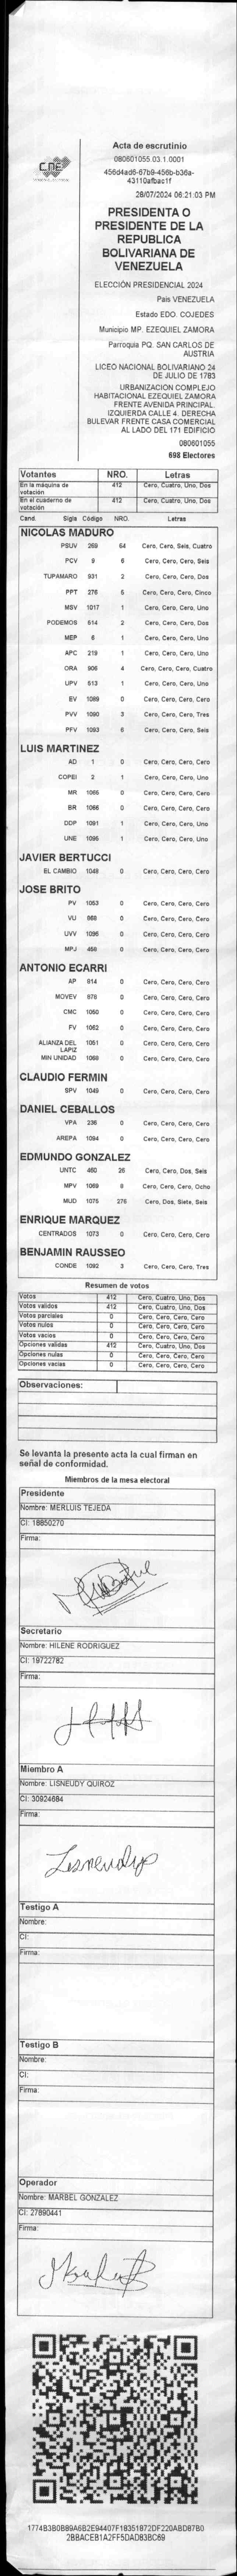 CNE
Acta de escrutinio
080601055.03.1.0001
456d4ad6-67b9-456b-b36a-
43110afbac1f
28/07/2024 06:21:03 PM
PRESIDENTA O
PRESIDENTE DE LA
REPUBLICA
BOLIVARIANA DE
VENEZUELA
ELECCIÓN PRESIDENCIAL 2024
Pais VENEZUELA
Estado EDO. COJEDES
Municipio MP. EZEQUIEL ZAMORA
Parroquia PQ. SAN CARLOS DE
AUSTRIA
LICEO NACIONAL BOLIVARIANO 24
DE JULIO DE 1783
URBANIZACION COMPLEJO
HABITACIONAL EZEQUIEL ZAMORA
FRENTE AVENIDA PRINCIPAL.
IZQUIERDA CALLE 4. DERECHA
BULEVAR FRENTE CASA COMERCIAL
AL LADO DEL 171 EDIFICIO
080601055
698 Electores
Votantes NRO. Letras
En la máquina de votación 412 Cero, Cuatro, Uno, Dos
En el cuaderno de votación 412 Cero, Cuatro, Uno, Dos
Cand. Sigla Código NRO. Letras
NICOLAS MADURO
PSUV 269 64 Cero, Cero, Seis, Cuatro
PCV 9 6 Cero, Cero, Cero, Seis
TUPAMARO 931 2 Cero, Cero, Cero, Dos
PPT 276 5 Cero, Cero, Cero, Cinco
MSV 1017 1 Cero, Cero, Cero, Uno
PODEMOS 614 2 Cero, Cero, Cero, Dos
MEP 6 1 Cero, Cero, Cero, Uno
APC 219 1 Cero, Cero, Cero, Uno
ORA 906 4 Cero, Cero, Cero, Cuatro
UPV 513 1 Cero, Cero, Cero, Uno
EV 1089 0 Cero, Cero, Cero, Cero
PVV 1090 3 Cero, Cero, Cero, Tres
PFV 1093 6 Cero, Cero, Cero, Seis
LUIS MARTINEZ
AD 1 0 Cero, Cero, Cero, Cero
COPEI 2 1 Cero, Cero, Cero, Uno
MR 1065 0 Cero, Cero, Cero, Cero
BR 1066 0 Cero, Cero, Cero, Cero
DDP 1091 1 Cero, Cero, Cero, Uno
UNE 1095 1 Cero, Cero, Cero, Uno
JAVIER BERTUCCI
EL CAMBIO 1048 0 Cero, Cero, Cero, Cero
JOSE BRITO
PV 1053 0 Cero, Cero, Cero, Cero
VU 868 0 Cero, Cero, Cero, Cero
UVV 1096 0 Cero, Cero, Cero, Cero
MPJ 458 0 Cero, Cero, Cero, Cero
ANTONIO ECARRI
AP 914 0 Cero, Cero, Cero, Cero
MOVEV 878 0 Cero, Cero, Cero, Cero
CMC 1050 0 Cero, Cero, Cero, Cero
FV 1062 0 Cero, Cero, Cero, Cero
ALIANZA DEL LAPIZ 1051 0 Cero, Cero, Cero, Cero
MIN UNIDAD 1068 0 Cero, Cero, Cero, Cero
CLAUDIO FERMIN
SPV 1049 0 Cero, Cero, Cero, Cero
DANIEL CEBALLOS
VPA 236 0 Cero, Cero, Cero, Cero
AREPA 1094 0 Cero, Cero, Cero, Cero
EDMUNDO GONZALEZ
UNTC 460 26 Cero, Cero, Dos, Seis
MPV 1069 8 Cero, Cero, Cero, Ocho
MUD 1075 276 Cero, Dos, Siete, Seis
ENRIQUE MARQUEZ
CENTRADOS 1073 0 Cero, Cero, Cero, Cero
BENJAMIN RAUSSEO
CONDE 1092 3 Cero, Cero, Cero, Tres
Resumen de votos
Votos 412 Cero, Cuatro, Uno, Dos
Votos validos 412 Cero, Cuatro, Uno, Dos
Votos parciales 0 Cero, Cero, Cero, Cero
Votos nulos 0 Cero, Cero, Cero, Cero
Votos vacios 0 Cero, Cero, Cero, Cero
Opciones validas 412 Cero, Cuatro, Uno, Dos
Opciones nulas 0 Cero, Cero, Cero, Cero
Opciones vacias 0 Cero, Cero, Cero, Cero
Observaciones:
Se levanta la presente acta la cual firman en
señal de conformidad.
Miembros de la mesa electoral
Presidente
Nombre: MERLUIS TEJEDA
CI: 18850270
Firma:
Secretario
Nombre: HILENE RODRIGUEZ
CI: 19722782
Firma:
Miembro A
Nombre: LISNEUDY QUIROZ
CI: 30924684
Firma:
Lisneudy
Testigo A
Nombre:
CI:
Firma:
Testigo B
Nombre:
CI:
Firma:
Operador
Nombre: MARBEL GONZALEZ
CI: 27890441
Firma:
1774B3B0B89A6B2E94407F18351872DF220ABD87B0
2BBACEB1A2FF5DAD83BC69